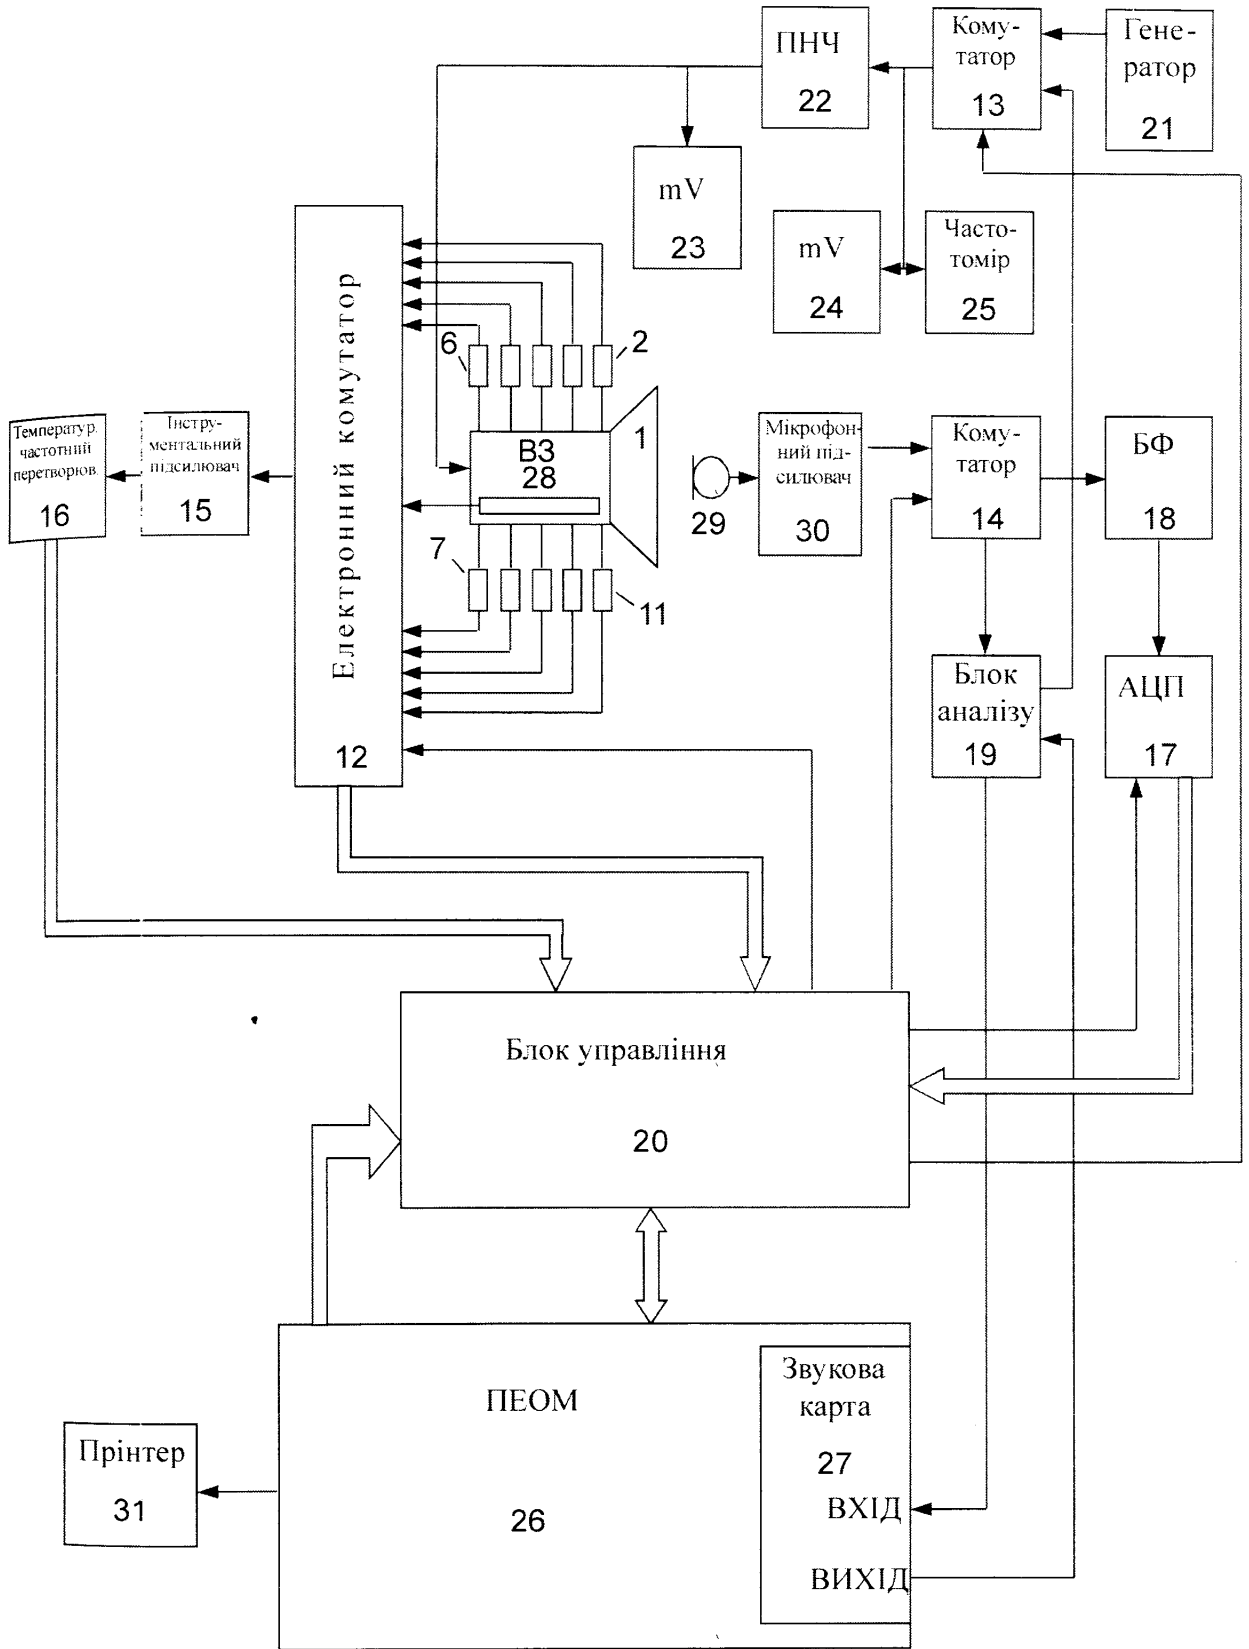 ПНЧ
22
Кому-
татор
13
Гене-
ратор
21
mV
23
mV
24
Часто-
томір
25
Електронний комутатор
12
6
2
1
ВЗ
28
7
11
29
Температур.
частотний
перетворюв.
16
Інстру-
ментальний
підсилювач
15
Мікрофон-
ний під-
силювач
30
Кому-
татор
14
БФ
18
Блок
аналізу
19
АЦП
17
Блок управління
20
ПЕОМ
26
Звукова
карта
27
ВХІД
ВИХІД
Прінтер
31